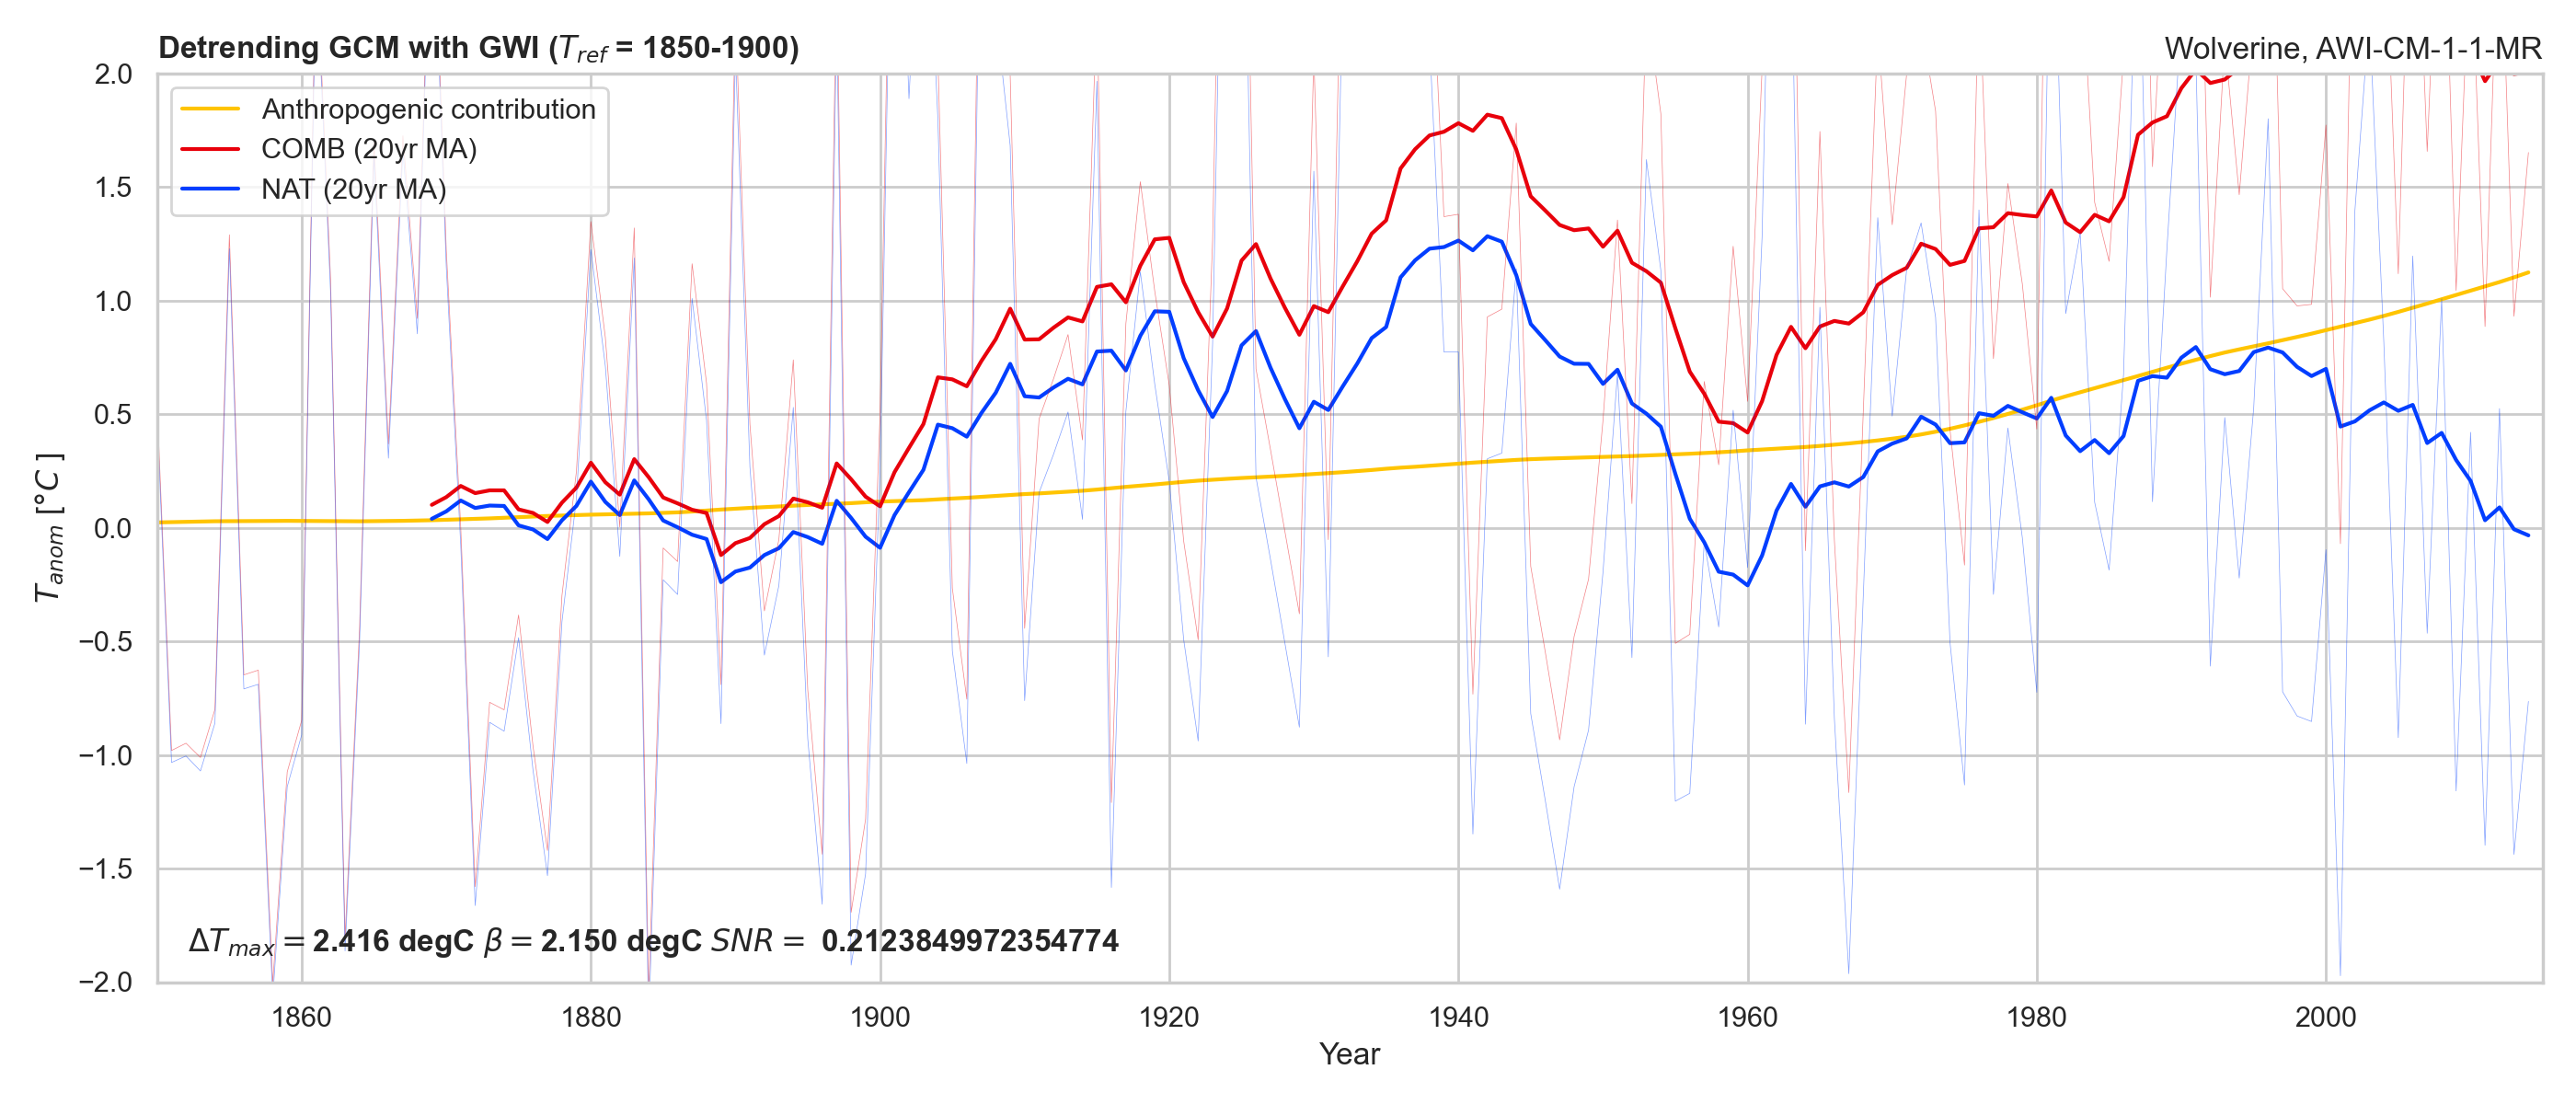 Detrending GCM with GWI (T_ref = 1850-1900)
Wolverine, AWI-CM-1-1-MR
Anthropogenic contribution
COMB (20yr MA)
NAT (20yr MA)
T_anom [°C ]
2.0
1.5
1.0
0.5
0.0
−0.5
−1.0
−1.5
−2.0
ΔT_max = 2.416 degC β = 2.150 degC SNR = 0.2123849972354774
1860 1880 1900 1920 1940 1960 1980 2000
Year